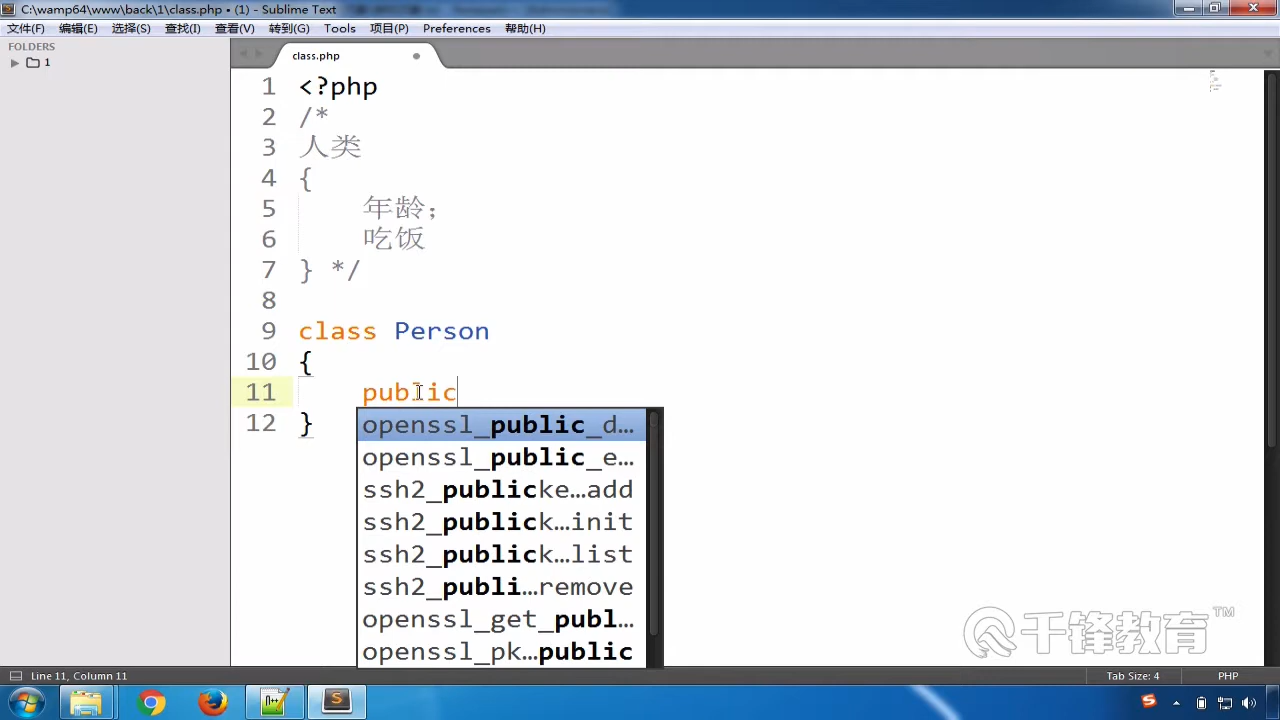 C:\wamp64\www\back\1\class.php • (1) - Sublime Text
文件(F) 编辑(E) 选择(S) 查找(I) 查看(V) 转到(G) Tools 项目(P) Preferences 帮助(H)
FOLDERS
1
class.php
1 <?php
2 /*
3 人类
4 {
5 年龄;
6 吃饭
7 } */
8
9 class Person
10 {
11 public
12 }
openssl_public_d…
openssl_public_e…
ssh2_publicke…add
ssh2_publick…init
ssh2_publick…list
ssh2_publi…remove
openssl_get_publ…
openssl_pk…public
千锋教育™
Line 11, Column 11
Tab Size: 4
PHP